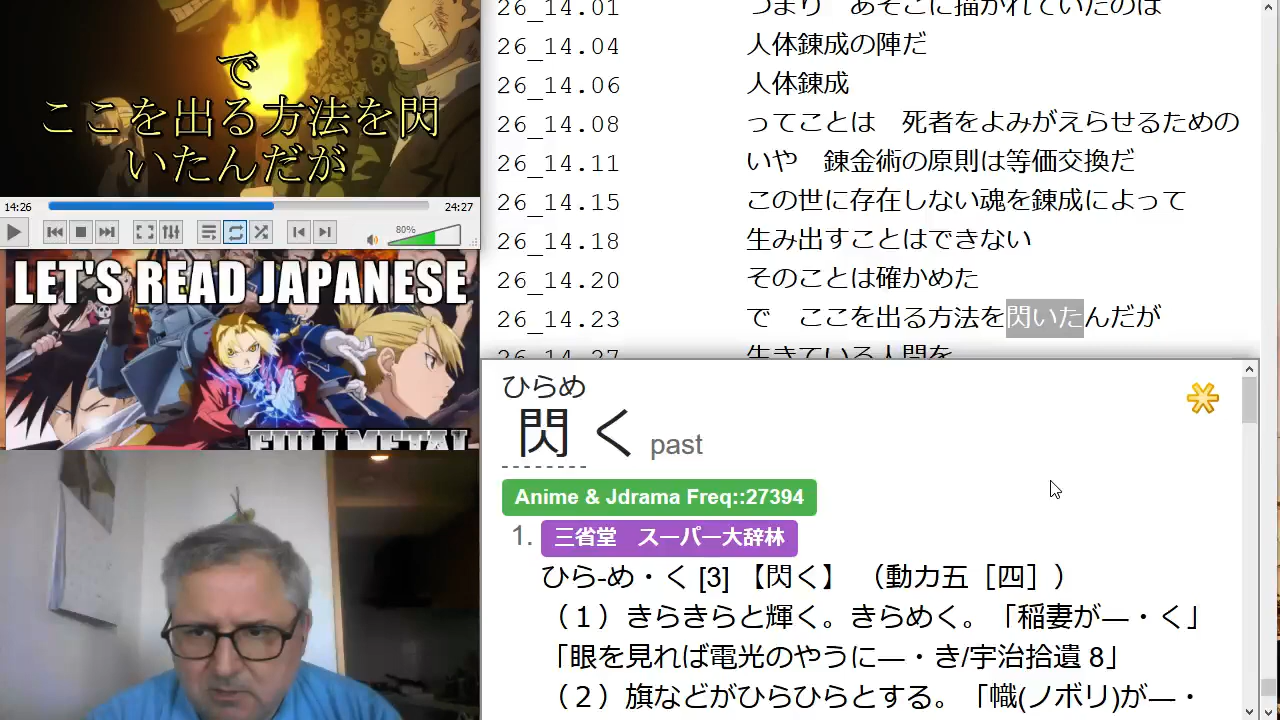 で
ここを出る方法を閃
いたんだが
14:26
24:27
80%
LET'S READ JAPANESE
FULLMETAL
26_14.01 つまり　あそこに描かれていたのは
26_14.04 人体錬成の陣だ
26_14.06 人体錬成
26_14.08 ってことは　死者をよみがえらせるための
26_14.11 いや　錬金術の原則は等価交換だ
26_14.15 この世に存在しない魂を錬成によって
26_14.18 生み出すことはできない
26_14.20 そのことは確かめた
26_14.23 で　ここを出る方法を閃いたんだが
26_14.27 生きている人間を
ひらめ
閃く past
Anime & Jdrama Freq::27394
1. 三省堂　スーパー大辞林
ひら-め・く [3] 【閃く】 （動カ五［四］）
（１）きらきらと輝く。きらめく。「稲妻が―・く」
「眼を見れば電光のやうに―・き/宇治拾遺 8」
（２）旗などがひらひらとする。「幟(ノボリ)が―・